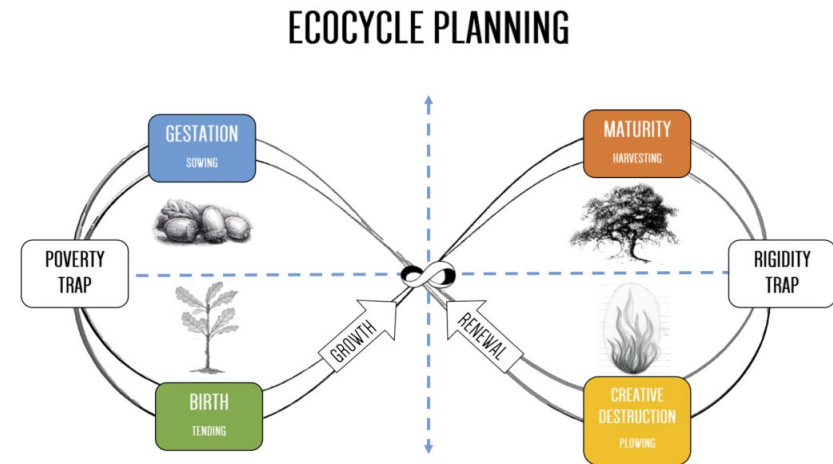 ECOCYCLE PLANNING
GESTATION
SOWING
MATURITY
HARVESTING
POVERTY
TRAP
RIGIDITY
TRAP
GROWTH
RENEWAL
BIRTH
TENDING
CREATIVE
DESTRUCTION
PLOWING